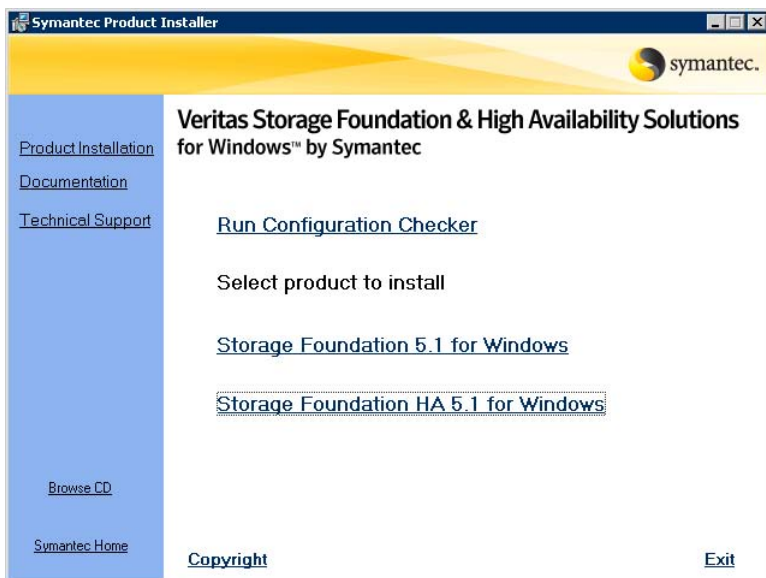 Symantec Product Installer
symantec.
Veritas Storage Foundation & High Availability Solutions
for Windows™ by Symantec
Product Installation
Documentation
Technical Support
Run Configuration Checker
Select product to install
Storage Foundation 5.1 for Windows
Storage Foundation HA 5.1 for Windows
Browse CD
Symantec Home
Copyright
Exit